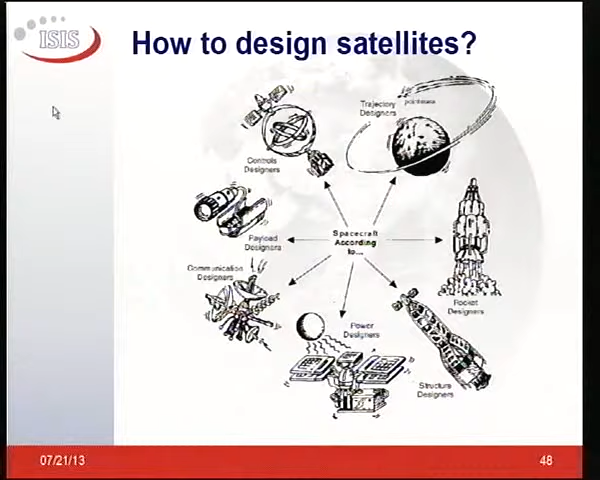 ISIS
How to design satellites?
Trajectory
Designers
pointmass
Controls
Designers
Payload
Designers
Spacecraft
According
to...
Communication
Designers
Rocket
Designers
Power
Designers
Structure
Designers
07/21/13
48